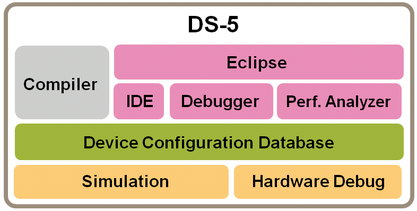 DS-5
Compiler
Eclipse
IDE Debugger Perf. Analyzer
Device Configuration Database
Simulation Hardware Debug